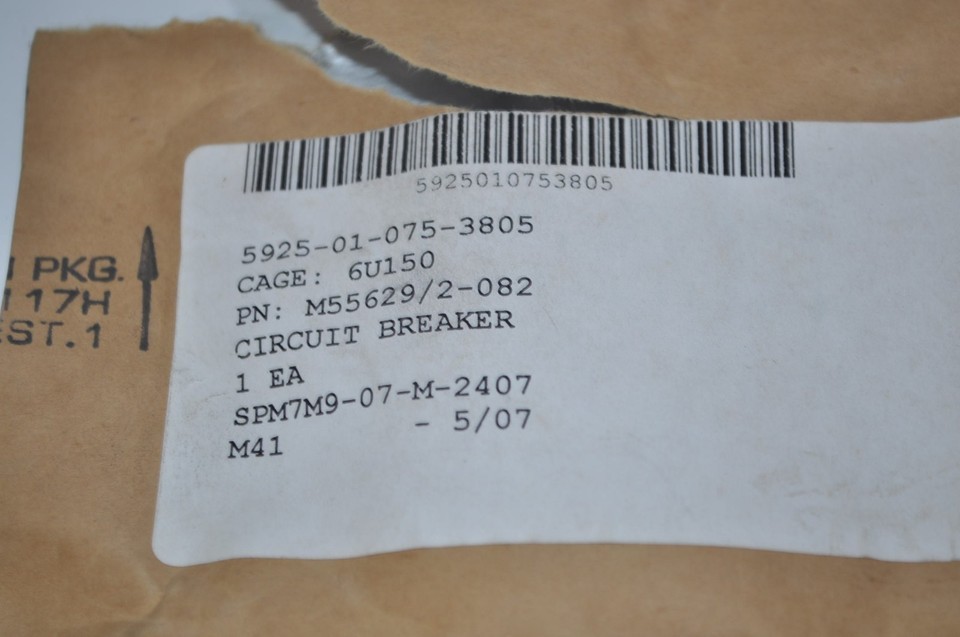 5925010753805
5925-01-075-3805
CAGE: 6U150
PN: M55629/2-082
CIRCUIT BREAKER
1 EA
SPM7M9-07-M-2407
M41 - 5/07
PKG.
17H
EST.1